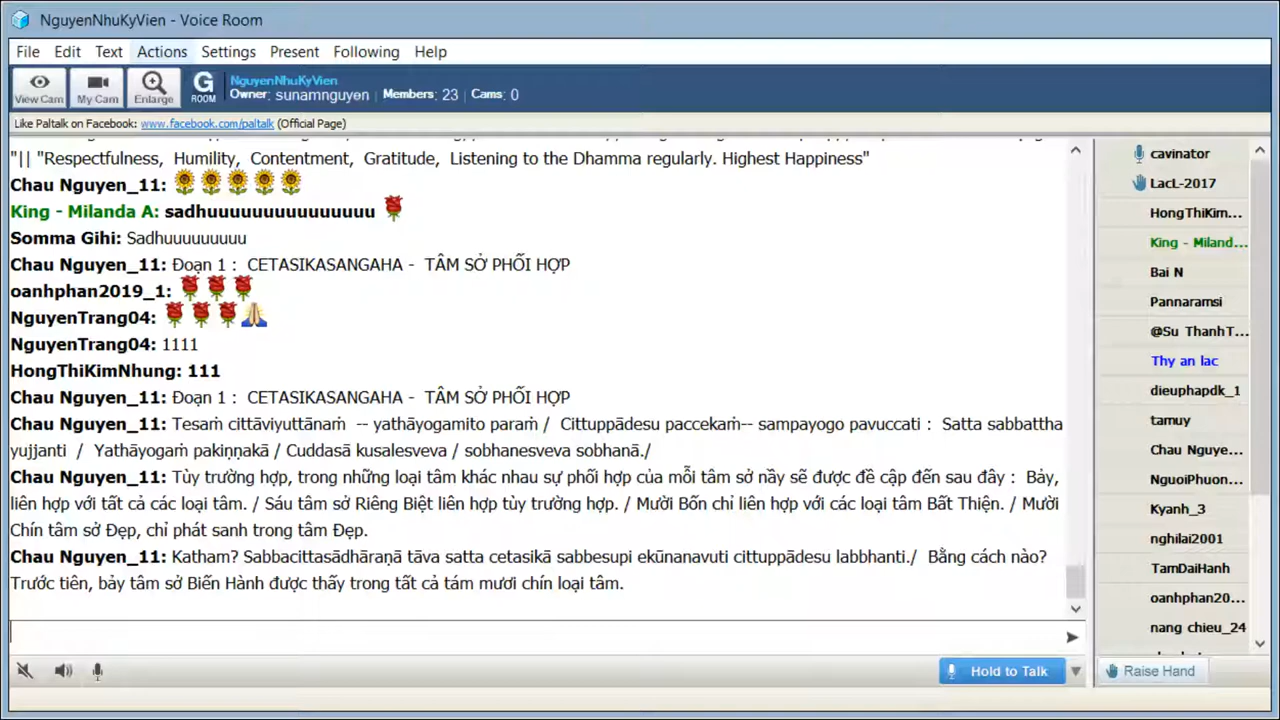 NguyenNhuKyVien - Voice Room
File Edit Text Actions Settings Present Following Help
View Cam My Cam Enlarge G ROOM NguyenNhuKyVien
Owner: sunamnguyen | Members: 23 | Cams: 0
Like Paltalk on Facebook: www.facebook.com/paltalk (Official Page)
"|| "Respectfulness, Humility, Contentment, Gratitude, Listening to the Dhamma regularly. Highest Happiness"
Chau Nguyen_11:
King - Milanda A: sadhuuuuuuuuuuuuuuu
Somma Gihi: Sadhuuuuuuuuu
Chau Nguyen_11: Đoạn 1 : CETASIKASANGAHA - TÂM SỞ PHỐI HỢP
oanhphan2019_1:
NguyenTrang04:
NguyenTrang04: 1111
HongThiKimNhung: 111
Chau Nguyen_11: Đoạn 1 : CETASIKASANGAHA - TÂM SỞ PHỐI HỢP
Chau Nguyen_11: Tesaṁ cittāviyuttānaṁ -- yathāyogamito paraṁ / Cittuppādesu paccekaṁ-- sampayogo pavuccati : Satta sabbattha
yujjanti / Yathāyogaṁ pakiṇṇakā / Cuddasā kusalesveva / sobhanesveva sobhanā./
Chau Nguyen_11: Tùy trường hợp, trong những loại tâm khác nhau sự phối hợp của mỗi tâm sở nầy sẽ được đề cập đến sau đây : Bảy,
liên hợp với tất cả các loại tâm. / Sáu tâm sở Riêng Biệt liên hợp tùy trường hợp. / Mười Bốn chỉ liên hợp với các loại tâm Bất Thiện. / Mười
Chín tâm sở Đẹp, chỉ phát sanh trong tâm Đẹp.
Chau Nguyen_11: Katham? Sabbacittasādhāraṇā tāva satta cetasikā sabbesupi ekūnanavuti cittuppādesu labbhanti./ Bằng cách nào?
Trước tiên, bảy tâm sở Biến Hành được thấy trong tất cả tám mươi chín loại tâm.
Hold to Talk
cavinator
LacL-2017
HongThiKim...
King - Miland...
Bai N
Pannaramsi
@Su ThanhT...
Thy an lac
dieuphapdk_1
tamuy
Chau Nguye...
NguoiPhuon...
Kyanh_3
nghilai2001
TamDaiHanh
oanhphan20...
nang chieu_24
Raise Hand